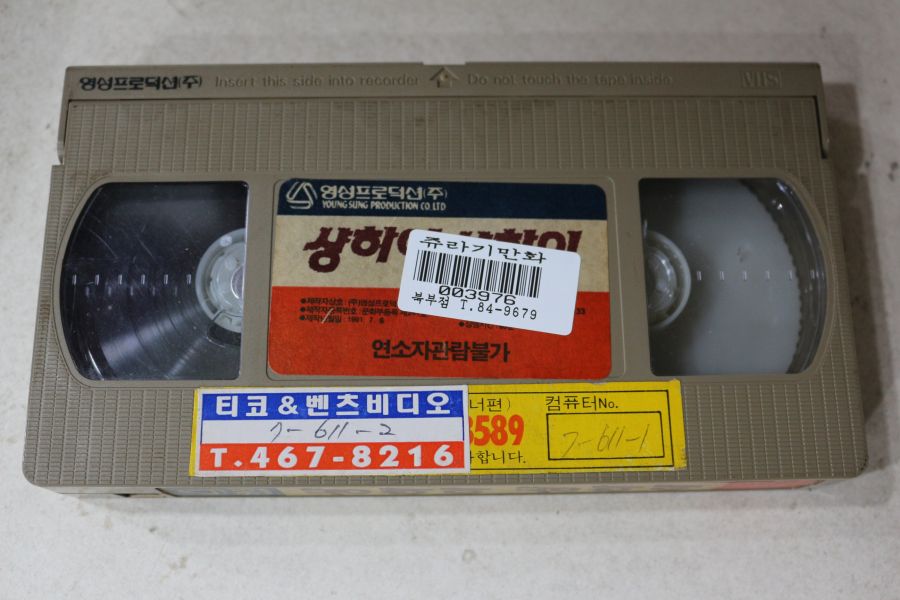 영성프로덕션(주) Insert this side into recorder Do not touch the tape inside VHS
영성프로덕션(주)
YOUNG SUNG PRODUCTION CO.LTD
상하이
쥬라기만화
003976
북부점 T.84-9679
33
연소자관람불가
티코&벤츠비디오
ㄱ-611-2
T.467-8216
너편)
컴퓨터No.
3589
ㄱ-611-1
합니다.